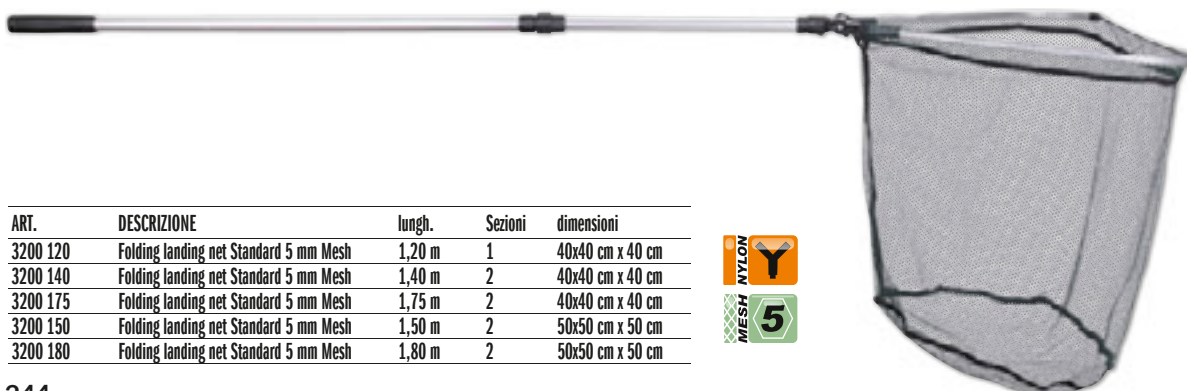 ART. DESCRIZIONE lungh. Sezioni dimensioni
3200 120 Folding landing net Standard 5 mm Mesh 1,20 m 1 40x40 cm x 40 cm
3200 140 Folding landing net Standard 5 mm Mesh 1,40 m 2 40x40 cm x 40 cm
3200 175 Folding landing net Standard 5 mm Mesh 1,75 m 2 40x40 cm x 40 cm
3200 150 Folding landing net Standard 5 mm Mesh 1,50 m 2 50x50 cm x 50 cm
3200 180 Folding landing net Standard 5 mm Mesh 1,80 m 2 50x50 cm x 50 cm
NYLON
MESH 5